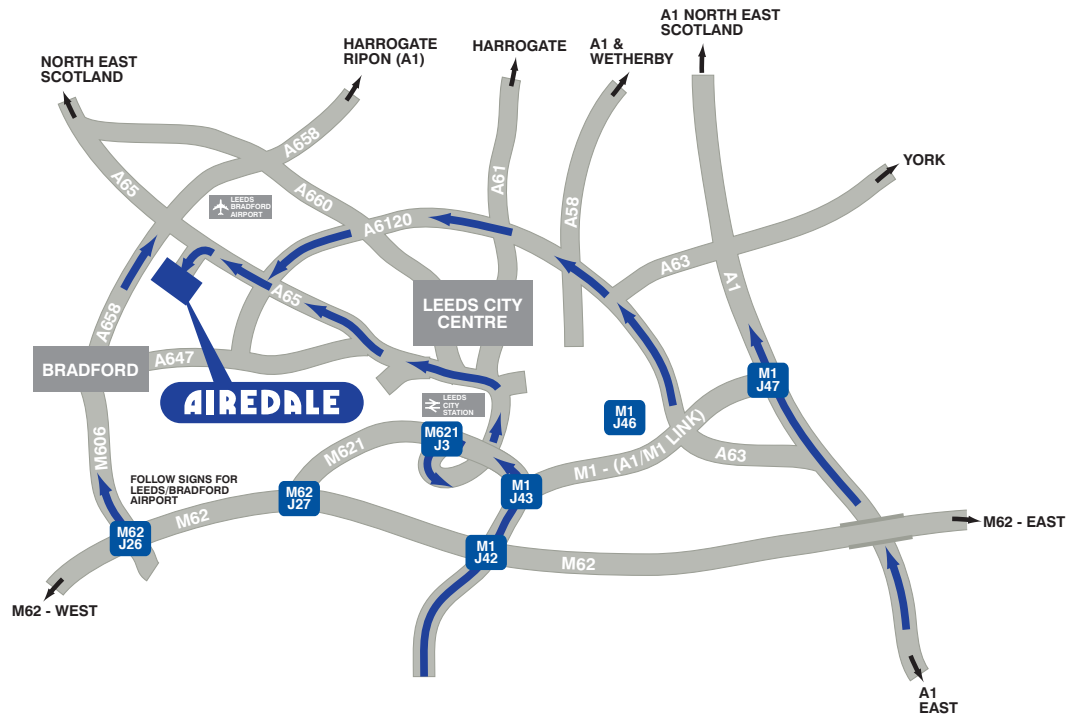 A1 NORTH EAST
SCOTLAND
HARROGATE
RIPON (A1)
HARROGATE
A1 &
WETHERBY
NORTH EAST
SCOTLAND
YORK
A658
A65
A660
A61
A58
LEEDS
BRADFORD
AIRPORT
A6120
A63
A1
A65
A658
LEEDS CITY
CENTRE
BRADFORD
A647
AIREDALE
LEEDS
CITY
STATION
M1
J47
M1
J46
M621
J3
M621
M606
M1 - (A1/M1 LINK)
A63
FOLLOW SIGNS FOR
LEEDS/BRADFORD
AIRPORT
M62
J27
M1
J43
M62
M62
J26
M1
J42
M62
M62 - EAST
M62 - WEST
A1
EAST